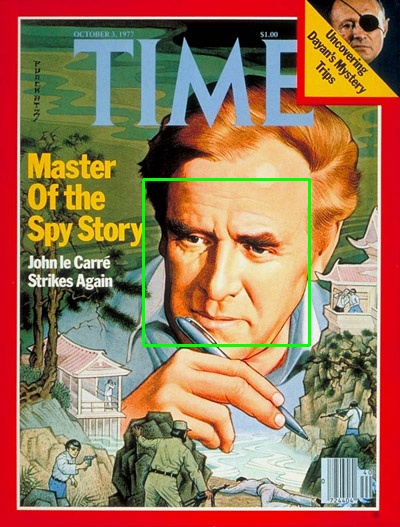 OCTOBER 3, 1977
$1.00
TIME
Uncovering
Dayan's Mystery
Trips
Master
Of the
Spy Story
John le Carré
Strikes Again